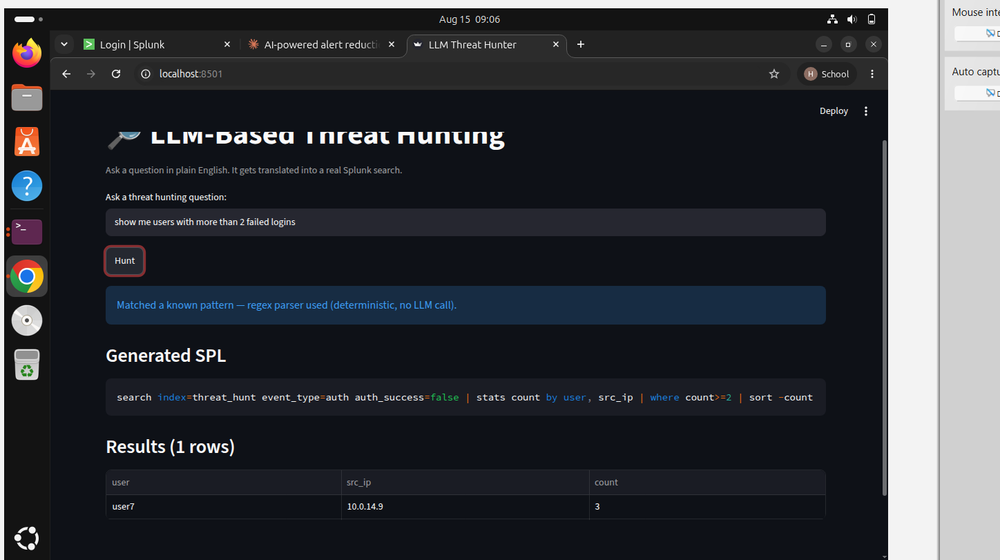 Aug 15 09:06
Login | Splunk
AI-powered alert reducti
LLM Threat Hunter
localhost:8501
H School
Deploy
LLM-Based Threat Hunting
Ask a question in plain English. It gets translated into a real Splunk search.
Ask a threat hunting question:
show me users with more than 2 failed logins
Hunt
Matched a known pattern — regex parser used (deterministic, no LLM call).
Generated SPL
search index=threat_hunt event_type=auth auth_success=false | stats count by user, src_ip | where count>=2 | sort -count
Results (1 rows)
user src_ip count
user7 10.0.14.9 3
Mouse inte
D
Auto captu
D